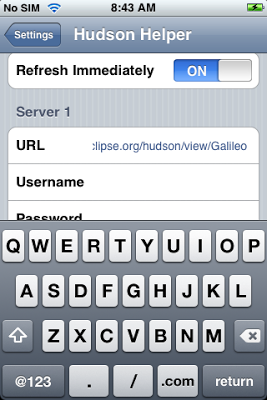 No SIM 8:43 AM
Settings Hudson Helper
Refresh Immediately ON
Server 1
URL :lipse.org/hudson/view/Galileo
Username
Password
Q W E R T Y U I O P
A S D F G H J K L
Z X C V B N M
@123 . / .com return